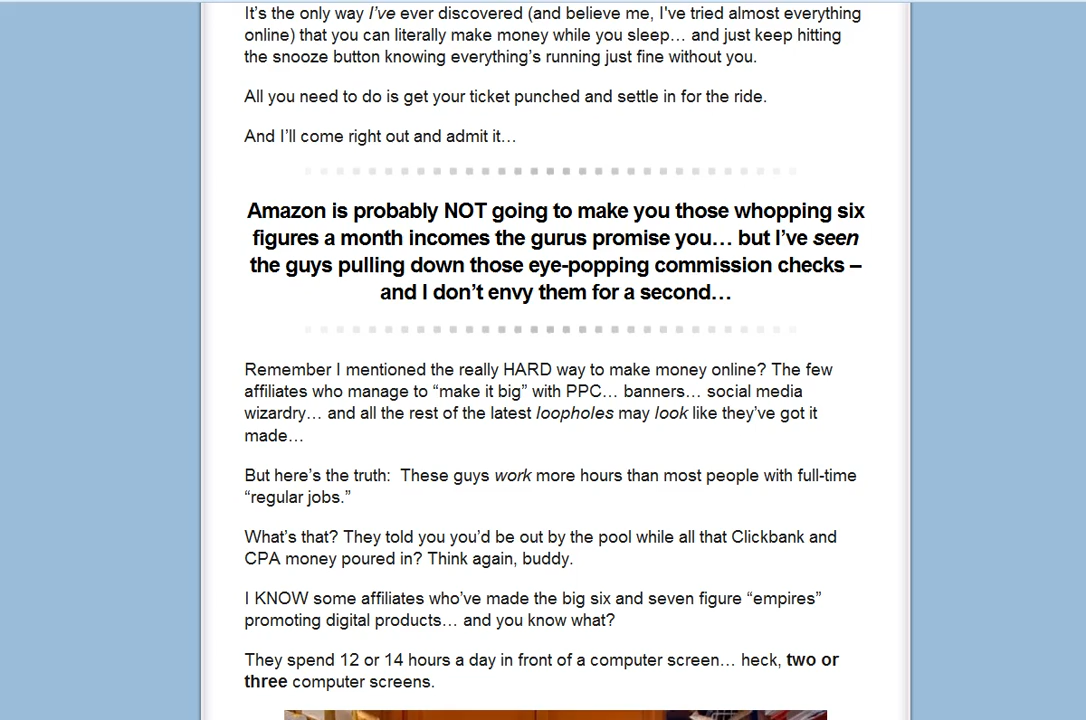 It’s the only way I’ve ever discovered (and believe me, I've tried almost everything
online) that you can literally make money while you sleep… and just keep hitting
the snooze button knowing everything’s running just fine without you.
All you need to do is get your ticket punched and settle in for the ride.
And I’ll come right out and admit it…
Amazon is probably NOT going to make you those whopping six
figures a month incomes the gurus promise you… but I’ve seen
the guys pulling down those eye-popping commission checks –
and I don’t envy them for a second…
Remember I mentioned the really HARD way to make money online? The few
affiliates who manage to “make it big” with PPC… banners… social media
wizardry… and all the rest of the latest loopholes may look like they’ve got it
made…
But here’s the truth:  These guys work more hours than most people with full-time
“regular jobs.”
What’s that? They told you you’d be out by the pool while all that Clickbank and
CPA money poured in? Think again, buddy.
I KNOW some affiliates who’ve made the big six and seven figure “empires”
promoting digital products… and you know what?
They spend 12 or 14 hours a day in front of a computer screen… heck, two or
three computer screens.